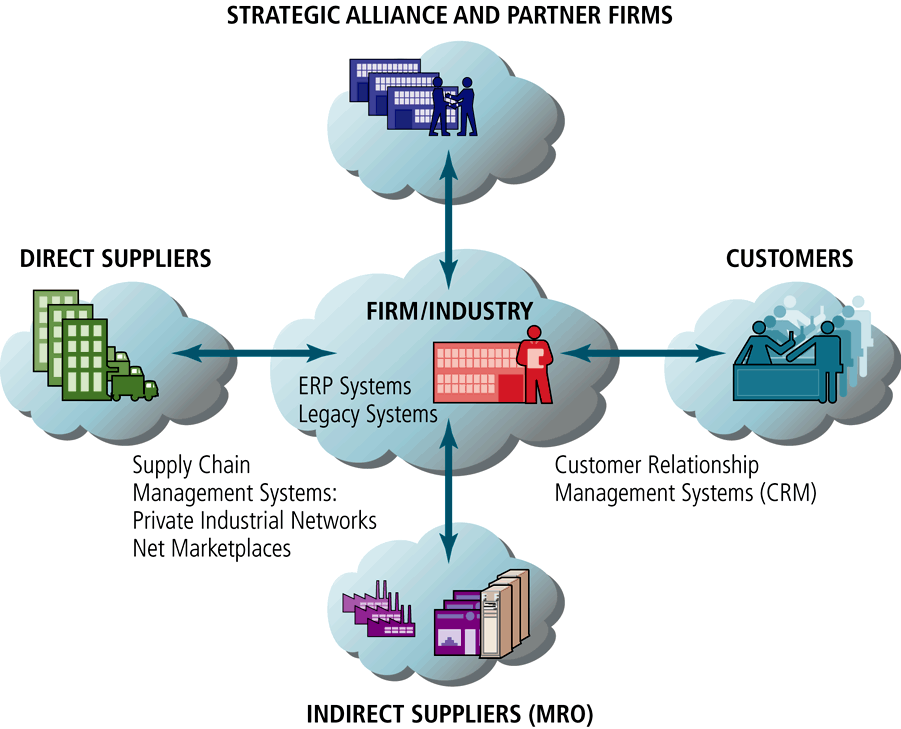 STRATEGIC ALLIANCE AND PARTNER FIRMS
DIRECT SUPPLIERS
CUSTOMERS
FIRM/INDUSTRY
ERP Systems
Legacy Systems
Supply Chain
Management Systems:
Private Industrial Networks
Net Marketplaces
Customer Relationship
Management Systems (CRM)
INDIRECT SUPPLIERS (MRO)